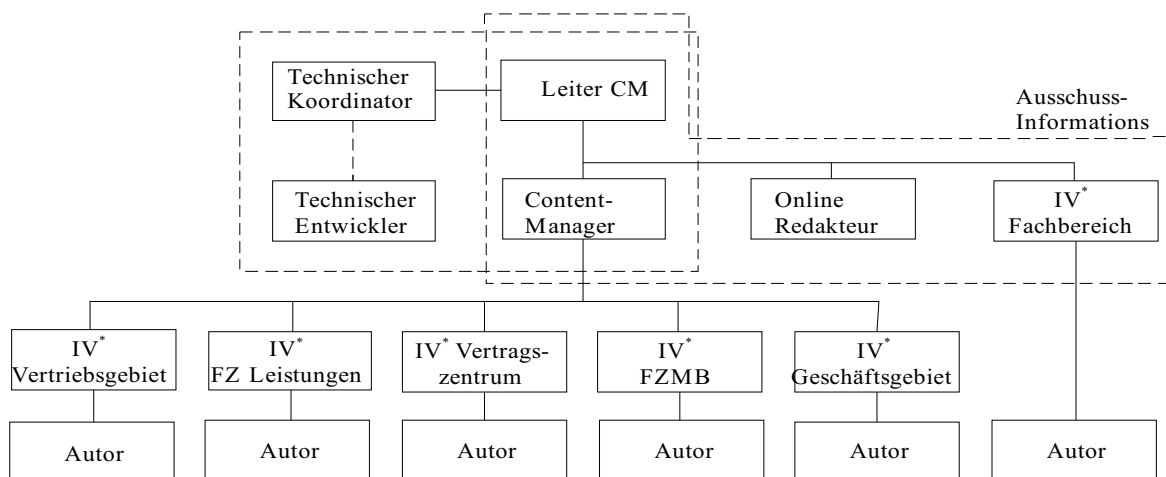 Technischer
Koordinator
Leiter CM
Ausschuss-
Informations
Technischer
Entwickler
Content-
Manager
Online
Redakteur
IV*
Fachbereich
IV*
Vertriebsgebiet
IV*
FZ Leistungen
IV* Vertrags-
zentrum
IV*
FZMB
IV*
Geschäftsgebiet
Autor
Autor
Autor
Autor
Autor
Autor